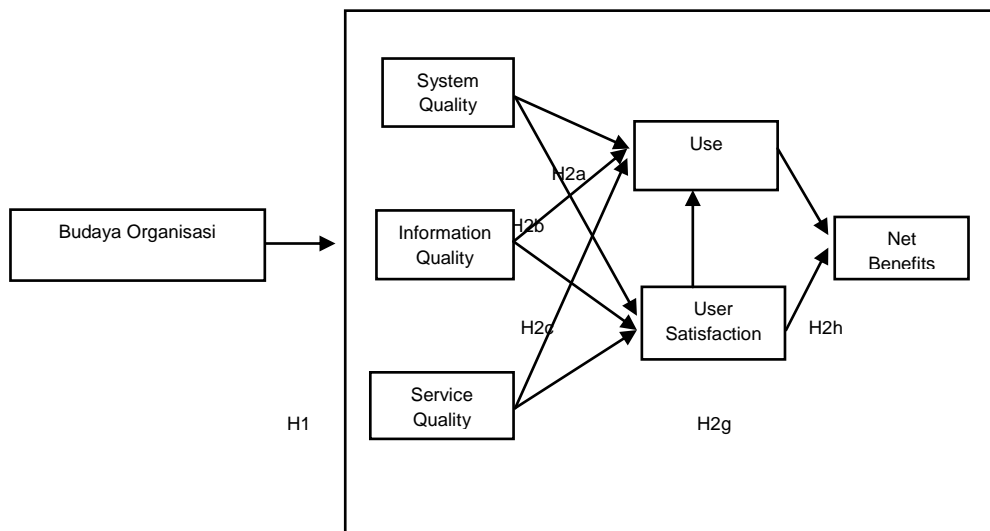 System
Quality
Use
H2a
Budaya Organisasi
Information
Quality
H2b
Net
Benefits
User
Satisfaction
H2c
H2h
Service
Quality
H1
H2g